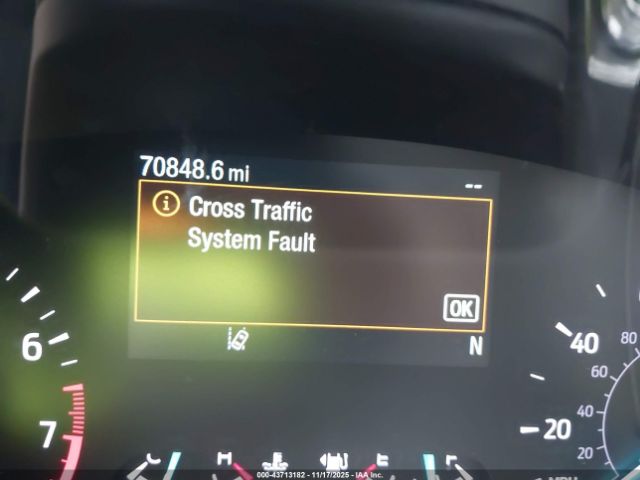 70848.6 mi
--
Cross Traffic
System Fault
OK
N
6
7
40
20
80
60
40
20
C H
E F
MPH
000-43713182 - 11/17/2025 - IAA Inc.